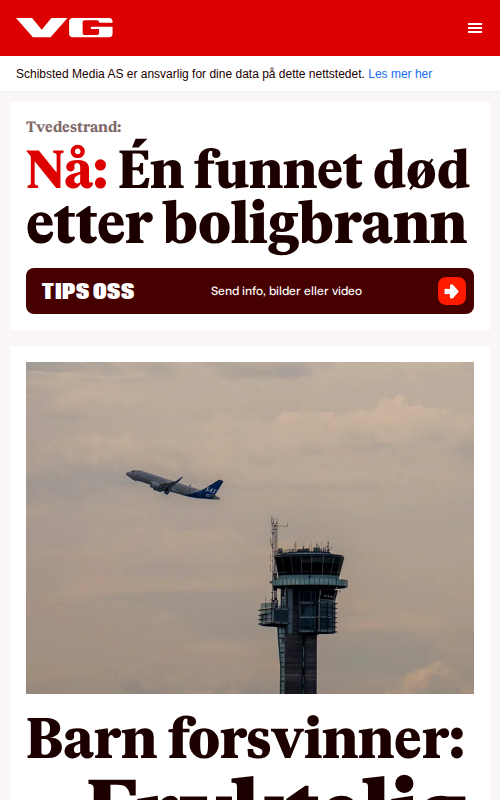 VG
Schibsted Media AS er ansvarlig for dine data på dette nettstedet. Les mer her
Tvedestrand:
Nå: Én funnet død
etter boligbrann
TIPS OSS
Send info, bilder eller video
SAS
Barn forsvinner: